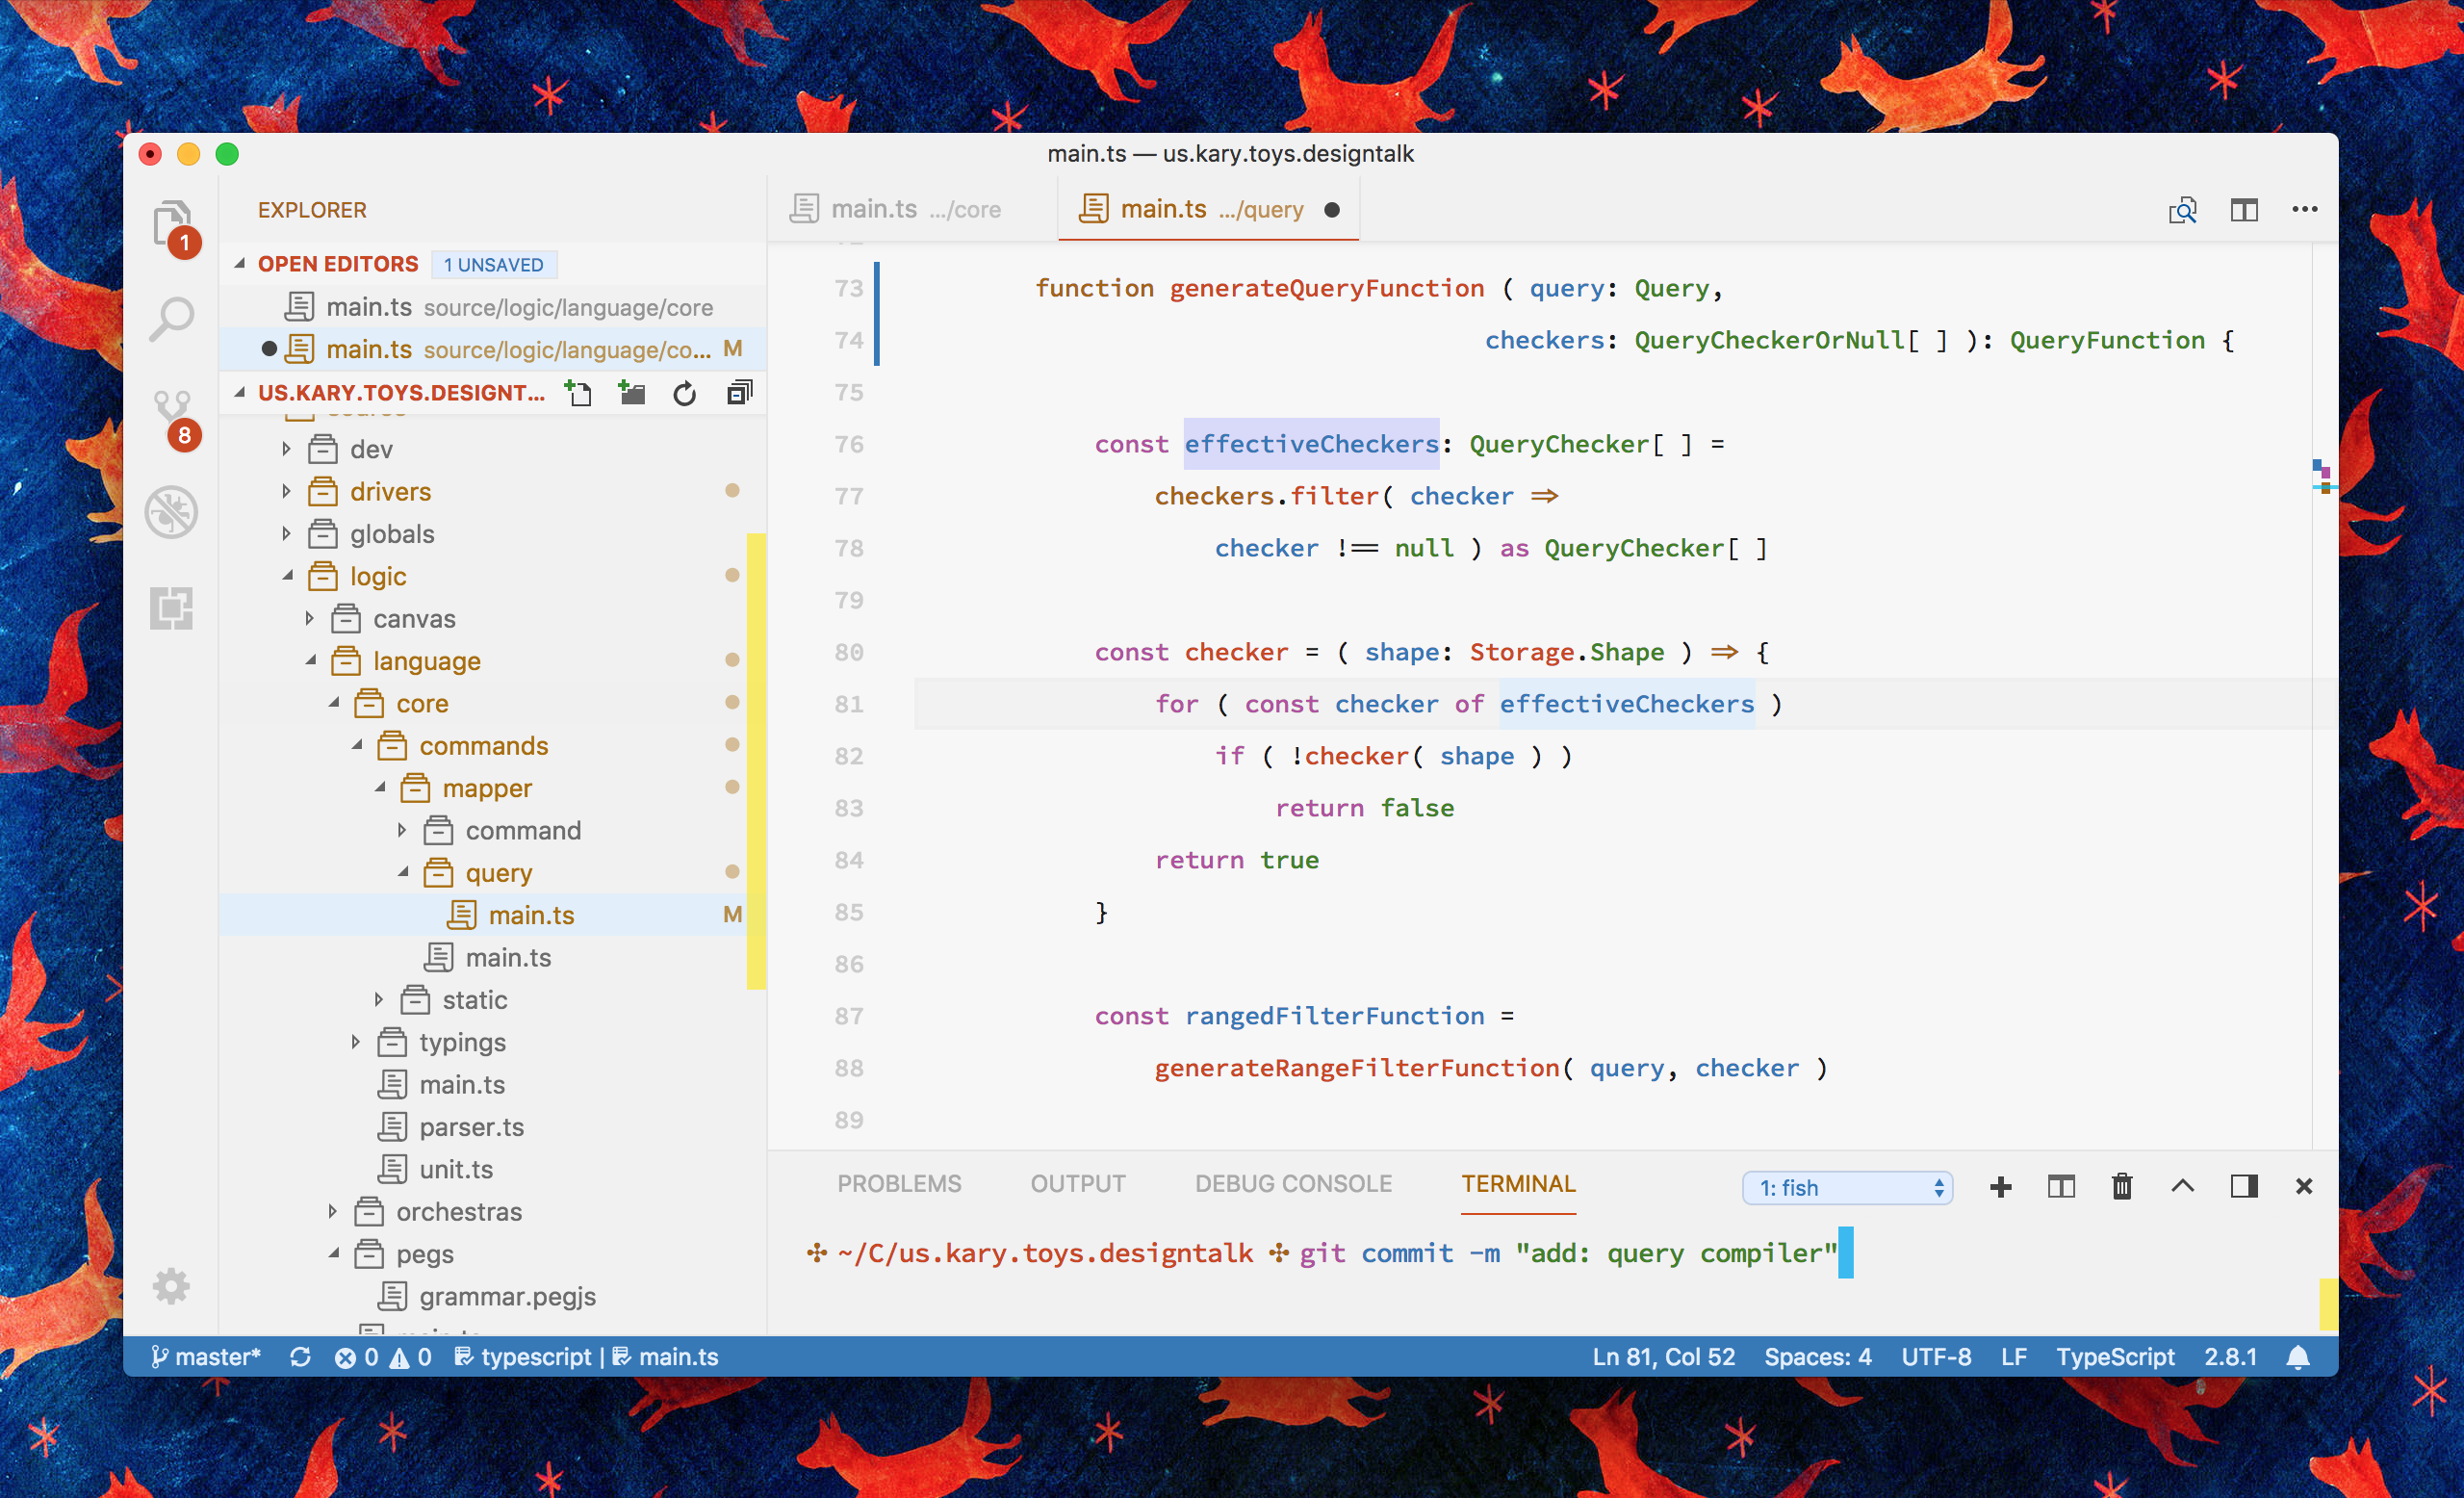 main.ts — us.kary.toys.designtalk
EXPLORER
OPEN EDITORS 1 UNSAVED
main.ts source/logic/language/core
main.ts source/logic/language/co... M
US.KARY.TOYS.DESIGNT...
dev
drivers
globals
logic
canvas
language
core
commands
mapper
command
query
main.ts M
main.ts
static
typings
main.ts
parser.ts
unit.ts
orchestras
pegs
grammar.pegjs
1
8
main.ts .../core
main.ts .../query
73 function generateQueryFunction ( query: Query,
74 checkers: QueryCheckerOrNull[ ] ): QueryFunction {
75
76 const effectiveCheckers: QueryChecker[ ] =
77 checkers.filter( checker =>
78 checker !== null ) as QueryChecker[ ]
79
80 const checker = ( shape: Storage.Shape ) => {
81 for ( const checker of effectiveCheckers )
82 if ( !checker( shape ) )
83 return false
84 return true
85 }
86
87 const rangedFilterFunction =
88 generateRangeFilterFunction( query, checker )
89
PROBLEMS OUTPUT DEBUG CONSOLE TERMINAL 1: fish
~/C/us.kary.toys.designtalk git commit -m "add: query compiler"
master* 0 0 typescript | main.ts Ln 81, Col 52 Spaces: 4 UTF-8 LF TypeScript 2.8.1